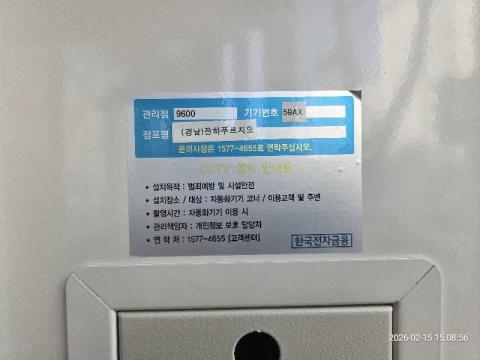 관리점 9600 기기번호 59AX
점포명 (경남)전하푸르지오
문의사항은 1577-4655로 연락주십시오.
CCTV 설치 안내문
• 설치목적 : 범죄예방 및 시설안전
• 설치장소 / 대상 : 자동화기기 코너 / 이용고객 및 주변
• 촬영시간 : 자동화기기 이용 시
• 관리책임자 : 개인정보 보호 담당자
• 연 락 처 : 1577-4655 [고객센터]
한국전자금융
2026-02-15 15:08:56